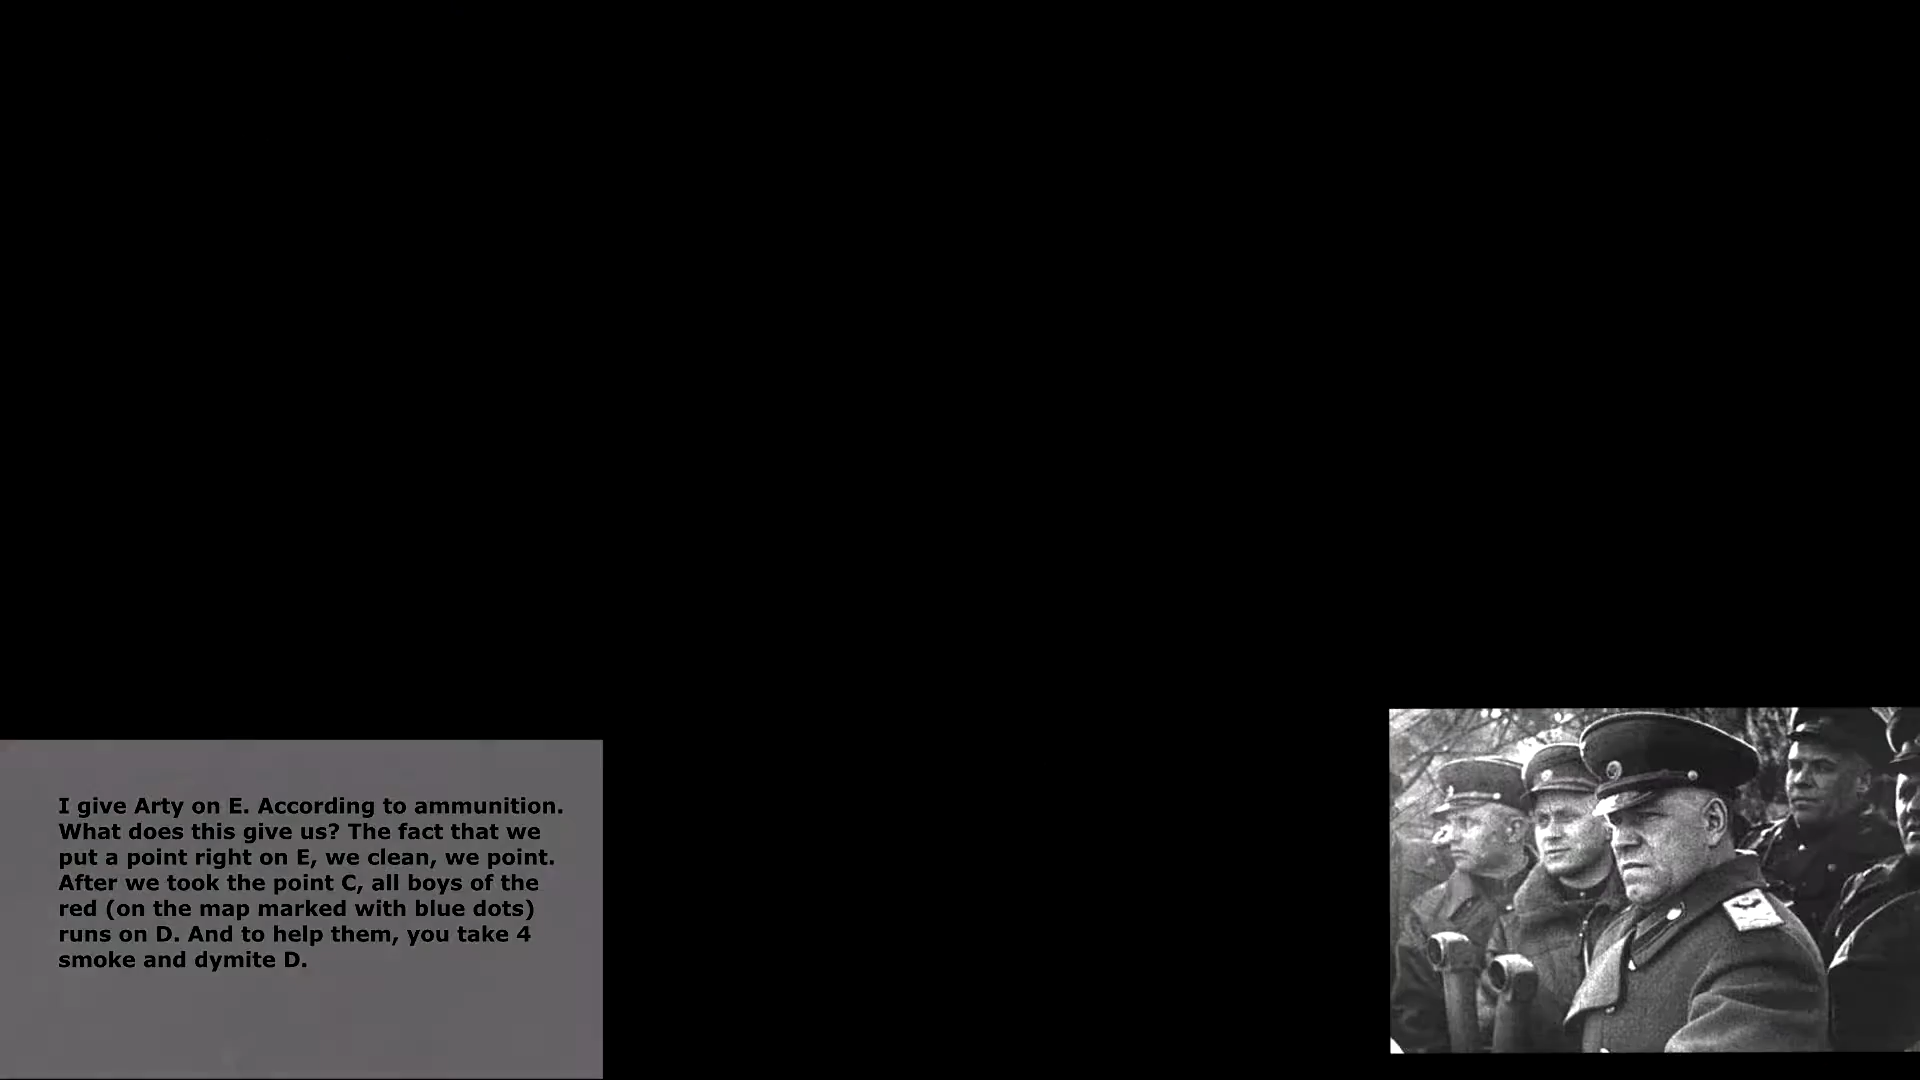 I give Arty on E. According to ammunition.
What does this give us? The fact that we
put a point right on E, we clean, we point.
After we took the point C, all boys of the
red (on the map marked with blue dots)
runs on D. And to help them, you take 4
smoke and dymite D.